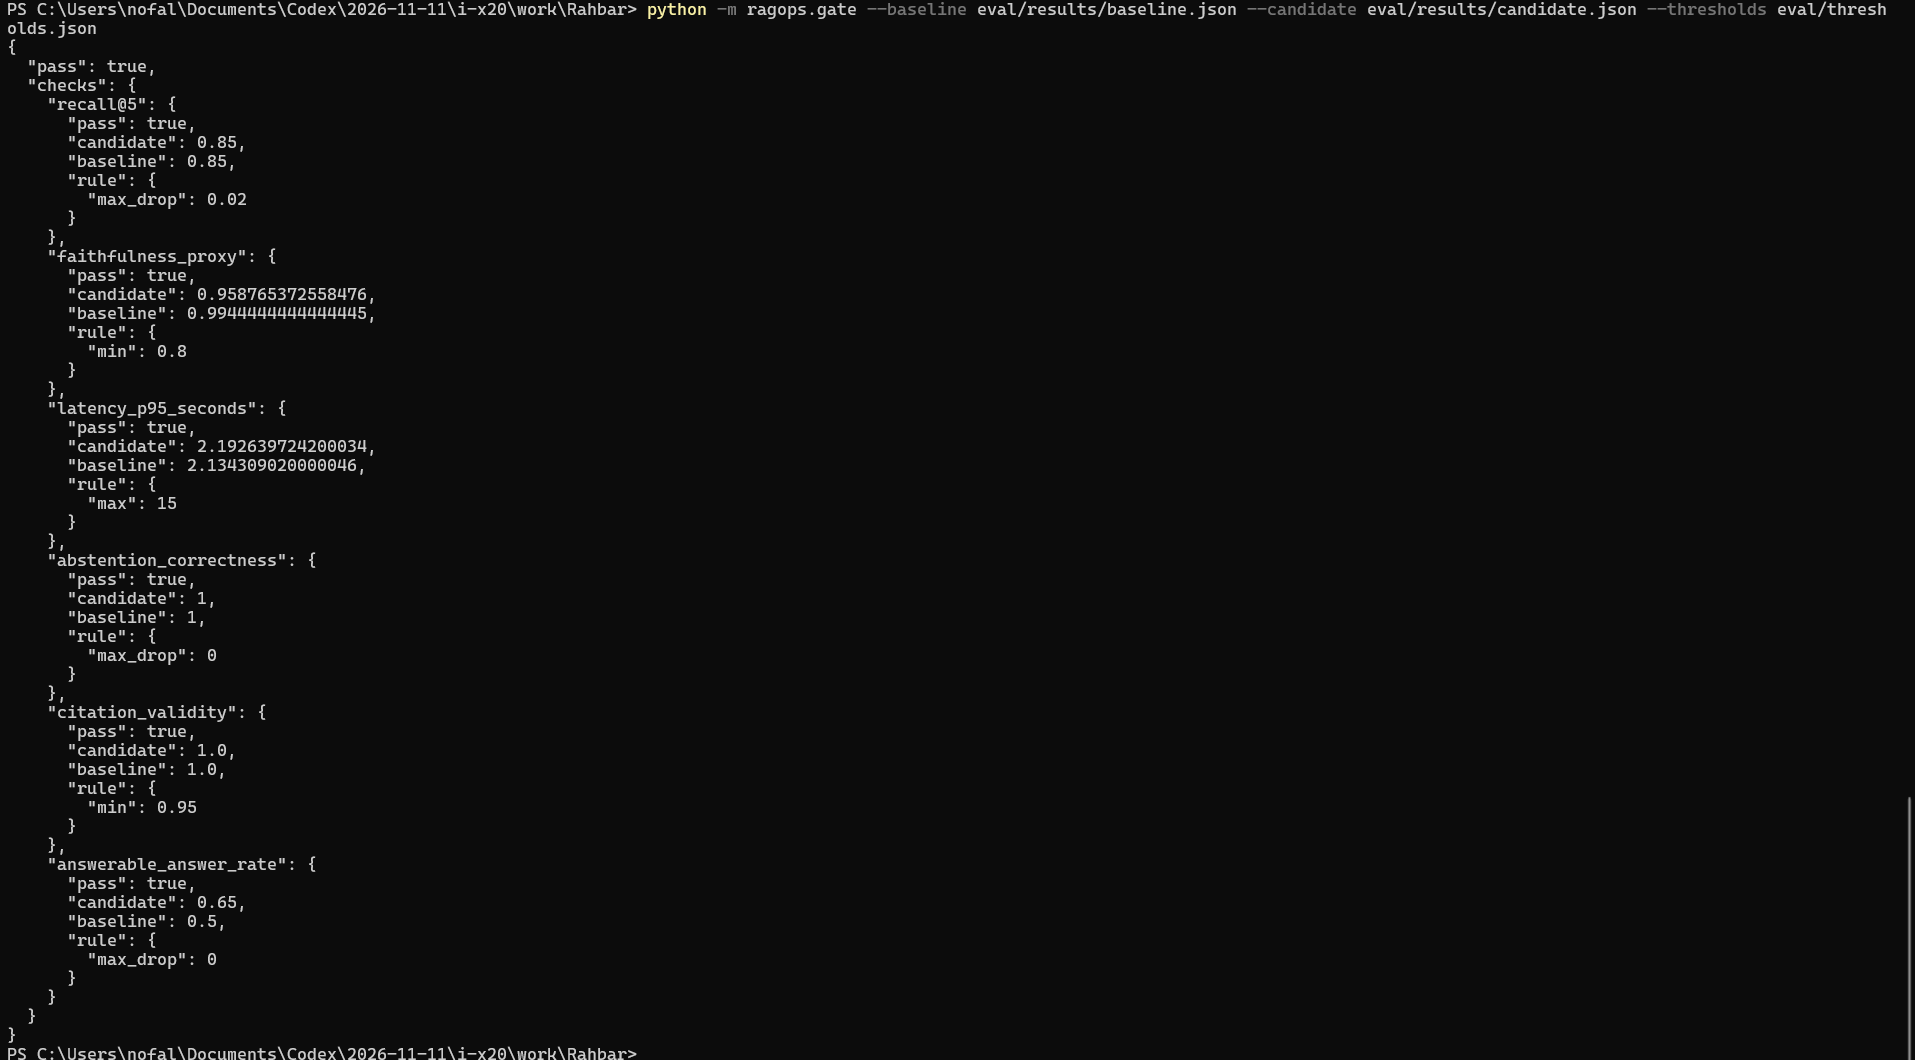 PS C:\Users\nofal\Documents\Codex\2026-11-11\i-x20\work\Rahbar> python -m ragops.gate --baseline eval/results/baseline.json --candidate eval/results/candidate.json --thresholds eval/thresh
olds.json
{
  "pass": true,
  "checks": {
    "recall@5": {
      "pass": true,
      "candidate": 0.85,
      "baseline": 0.85,
      "rule": {
        "max_drop": 0.02
      }
    },
    "faithfulness_proxy": {
      "pass": true,
      "candidate": 0.958765372558476,
      "baseline": 0.9944444444444445,
      "rule": {
        "min": 0.8
      }
    },
    "latency_p95_seconds": {
      "pass": true,
      "candidate": 2.192639724200034,
      "baseline": 2.134309020000046,
      "rule": {
        "max": 15
      }
    },
    "abstention_correctness": {
      "pass": true,
      "candidate": 1,
      "baseline": 1,
      "rule": {
        "max_drop": 0
      }
    },
    "citation_validity": {
      "pass": true,
      "candidate": 1.0,
      "baseline": 1.0,
      "rule": {
        "min": 0.95
      }
    },
    "answerable_answer_rate": {
      "pass": true,
      "candidate": 0.65,
      "baseline": 0.5,
      "rule": {
        "max_drop": 0
      }
    }
  }
}
PS C:\Users\nofal\Documents\Codex\2026-11-11\i-x20\work\Rahbar>